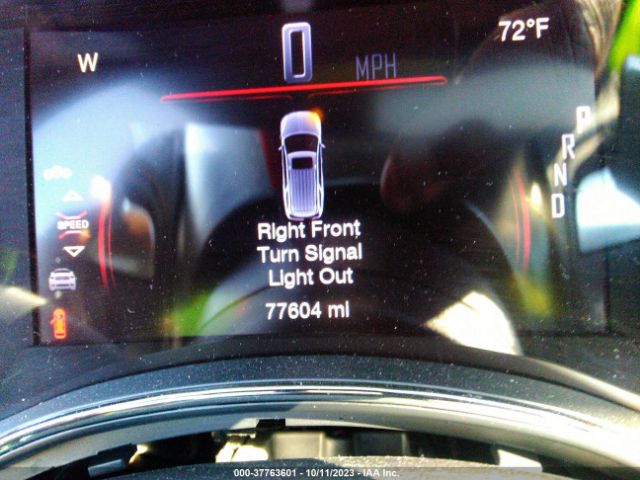 72°F
W
0
MPH
P
R
N
D
SPEED
Right Front
Turn Signal
Light Out
77604 mi
000-37763601 - 10/11/2023 - IAA Inc.